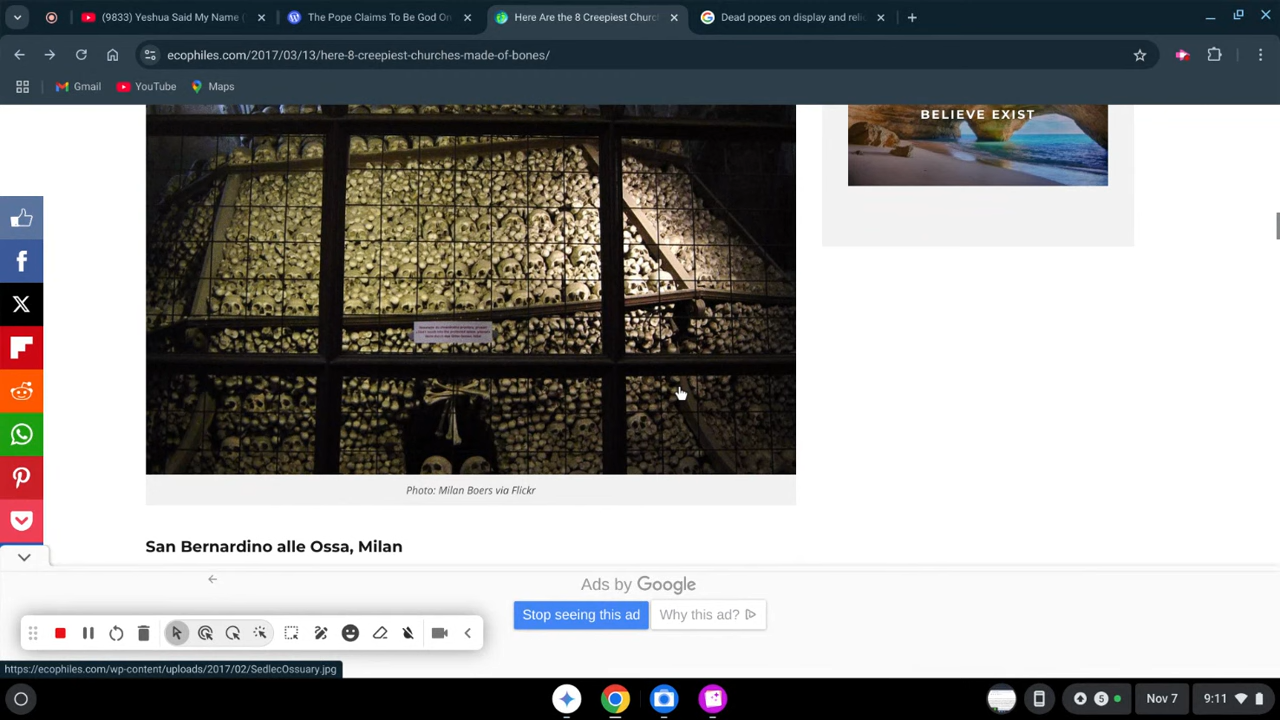 (9833) Yeshua Said My Name (
The Pope Claims To Be God On
Here Are the 8 Creepiest Churc
Dead popes on display and reli
ecophiles.com/2017/03/13/here-8-creepiest-churches-made-of-bones/
Gmail
YouTube
Maps
BELIEVE EXIST
Photo: Milan Boers via Flickr
San Bernardino alle Ossa, Milan
Ads by Google
Stop seeing this ad
Why this ad?
https://ecophiles.com/wp-content/uploads/2017/02/SedlecOssuary.jpg
5
Nov 7
9:11